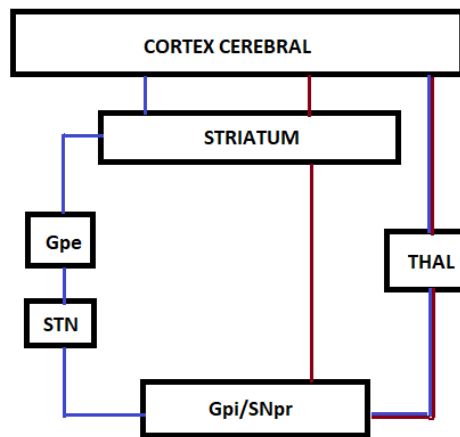 CORTEX CEREBRAL
STRIATUM
Gpe
THAL
STN
Gpi/SNpr